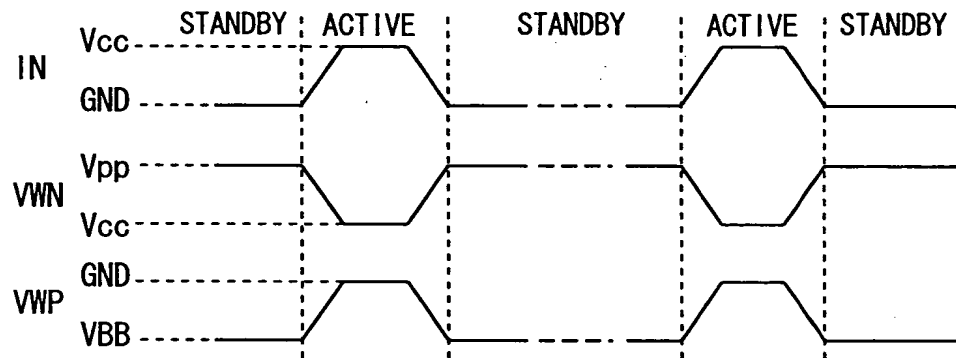 STANDBY ACTIVE STANDBY ACTIVE STANDBY
Vcc
IN
GND
Vpp
VWN
Vcc
GND
VWP
VBB